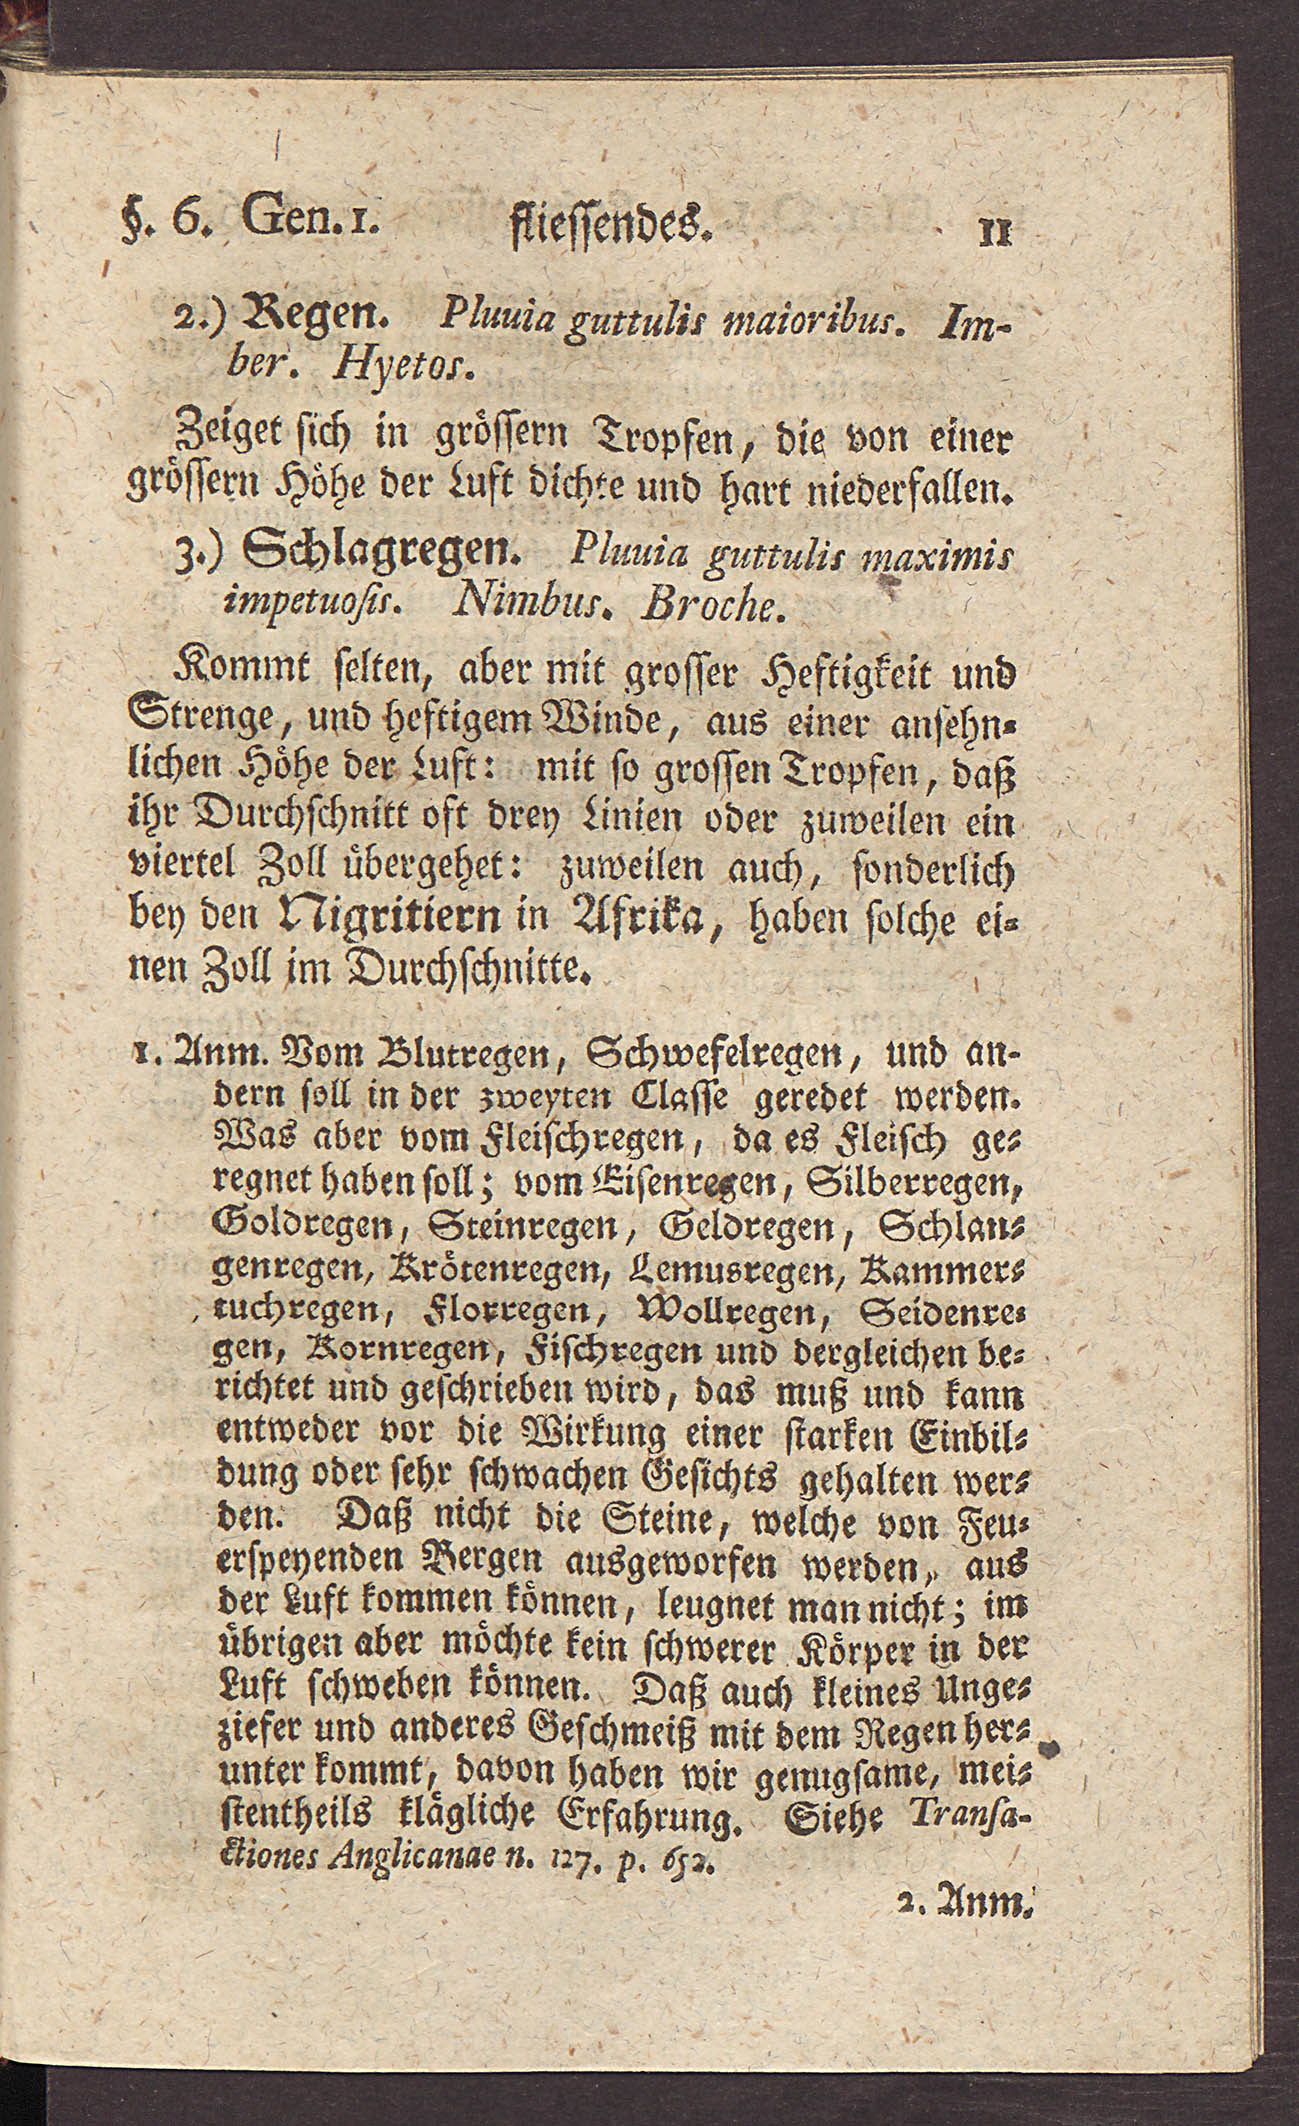 §. 6. Gen. 1. fliessendes. 11
2.) Regen. Pluuia guttulis maioribus. Im-
ber. Hyetos.
Zeiget sich in grössern Tropfen, die von einer
grössern Höhe der Luft dichte und hart niederfallen.
3.) Schlagregen. Pluuia guttulis maximis
impetuosis. Nimbus. Broche.
Kommt selten, aber mit grosser Heftigkeit und
Strenge, und heftigem Winde, aus einer ansehn-
lichen Höhe der Luft: mit so grossen Tropfen, daß
ihr Durchschnitt oft drey Linien oder zuweilen ein
viertel Zoll übergehet: zuweilen auch, sonderlich
bey den Nigritiern in Afrika, haben solche ei-
nen Zoll im Durchschnitte.
1. Anm. Vom Blutregen, Schwefelregen, und an-
dern soll in der zweyten Classe geredet werden.
Was aber vom Fleischregen, da es Fleisch ge-
regnet haben soll; vom Eisenregen, Silberregen,
Goldregen, Steinregen, Geldregen, Schlan-
genregen, Krötenregen, Lemusregen, Kammer-
tuchregen, Florregen, Wollregen, Seidenre-
gen, Kornregen, Fischregen und dergleichen be-
richtet und geschrieben wird, das muß und kann
entweder vor die Wirkung einer starken Einbil-
dung oder sehr schwachen Gesichts gehalten wer-
den. Daß nicht die Steine, welche von Feu-
erspeyenden Bergen ausgeworfen werden, aus
der Luft kommen können, leugnet man nicht; im
übrigen aber möchte kein schwerer Körper in der
Luft schweben können. Daß auch kleines Unge-
ziefer und anderes Geschmeiß mit dem Regen her-
unter kommt, davon haben wir genugsame, mei-
stentheils klägliche Erfahrung. Siehe Transa-
ctiones Anglicanae n. 127. p. 652.
2. Anm.